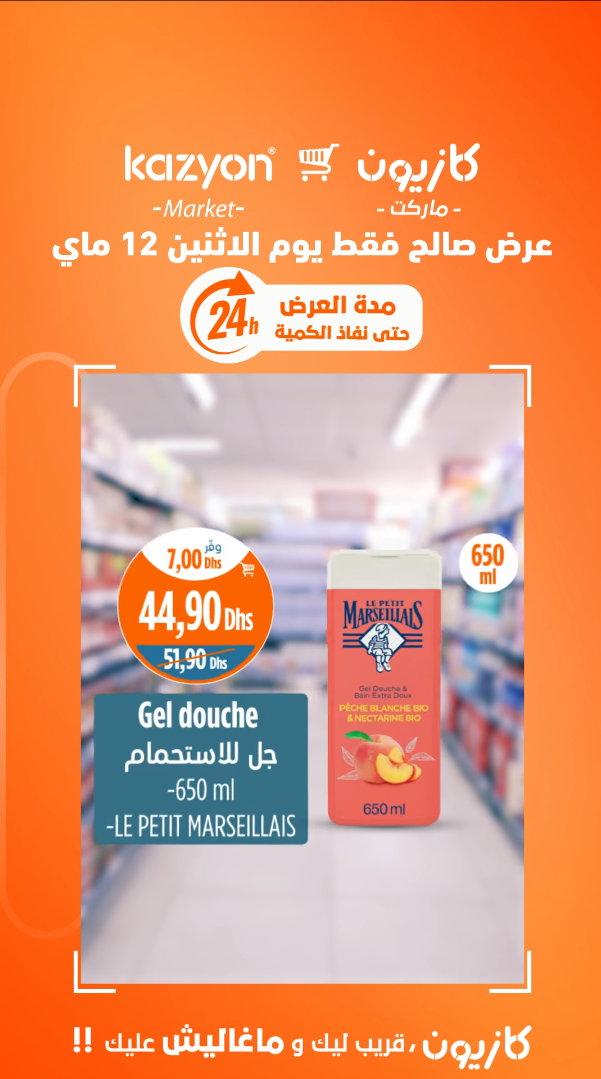 kazyon® كازيون
-Market- - ماركت -
عرض صالح فقط يوم الاثنين 12 ماي
24h
مدة العرض
حتى نفاذ الكمية
وفّر
7,00 Dhs
44,90 Dhs
51,90 Dhs
650
ml
Gel douche
جل للاستحمام
-650 ml
-LE PETIT MARSEILLAIS
LE PETIT
MARSEILLAIS
Gel Douche &
Bain Extra Doux
PÊCHE BLANCHE BIO
& NECTARINE BIO
650 ml
كازيون، قريب ليك و ماغاليش عليك !!